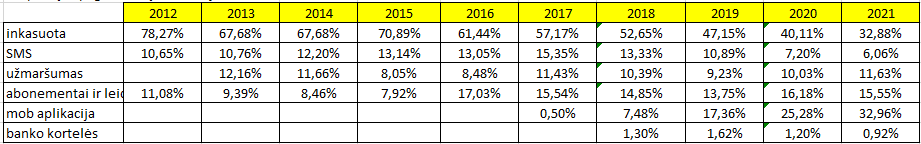 2012 2013 2014 2015 2016 2017 2018 2019 2020 2021
inkasuota 78,27% 67,68% 67,68% 70,89% 61,44% 57,17% 52,65% 47,15% 40,11% 32,88%
SMS 10,65% 10,76% 12,20% 13,14% 13,05% 15,35% 13,33% 10,89% 7,20% 6,06%
užmaršumas 12,16% 11,66% 8,05% 8,48% 11,43% 10,39% 9,23% 10,03% 11,63%
abonementai ir leid 11,08% 9,39% 8,46% 7,92% 17,03% 15,54% 14,85% 13,75% 16,18% 15,55%
mob aplikacija 0,50% 7,48% 17,36% 25,28% 32,96%
banko kortelės 1,30% 1,62% 1,20% 0,92%